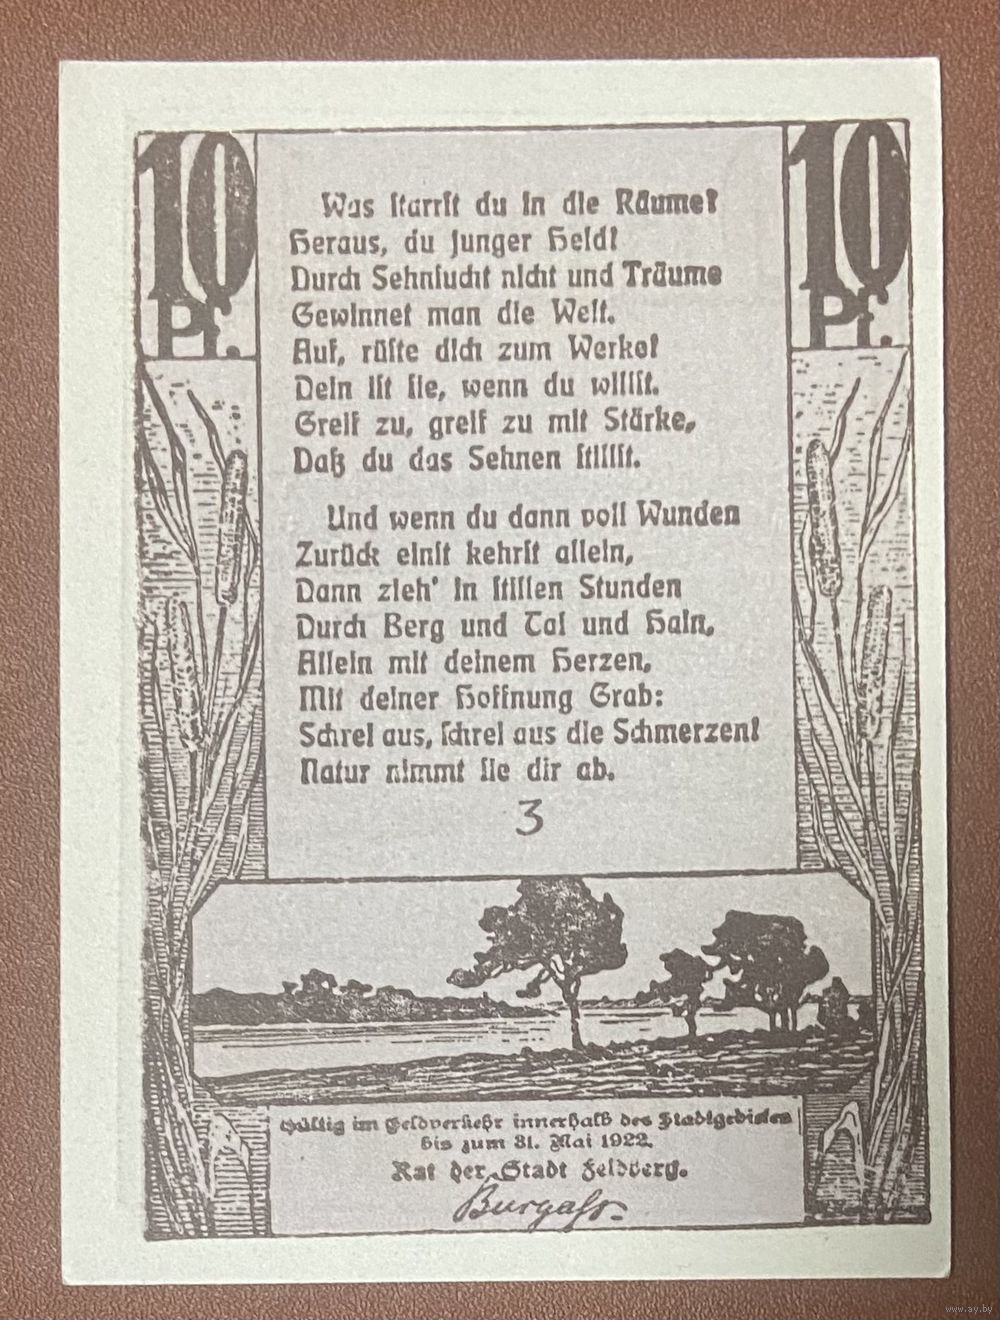 10 Pf.
10 Pf.
Was starrst du in die Räume?
Heraus, du junger Held!
Durch Sehnsucht nicht und Träume
Gewinnet man die Welt.
Auf, rüste dich zum Werke!
Dein ist sie, wenn du willst.
Greif zu, greif zu mit Stärke,
Daß du das Sehnen stillst.
Und wenn du dann voll Wunden
Zurück einst kehrst allein,
Dann zieh' in stillen Stunden
Durch Berg und Tal und Hain,
Allein mit deinem Herzen,
Mit deiner Hoffnung Grab:
Schrei aus, schrei aus die Schmerzen!
Natur nimmt sie dir ab.
3
Gültig im Geldverkehr innerhalb des Stadtgebietes
bis zum 31. Mai 1922.
Rat der Stadt Feldberg.
Burgass.
www.ay.by